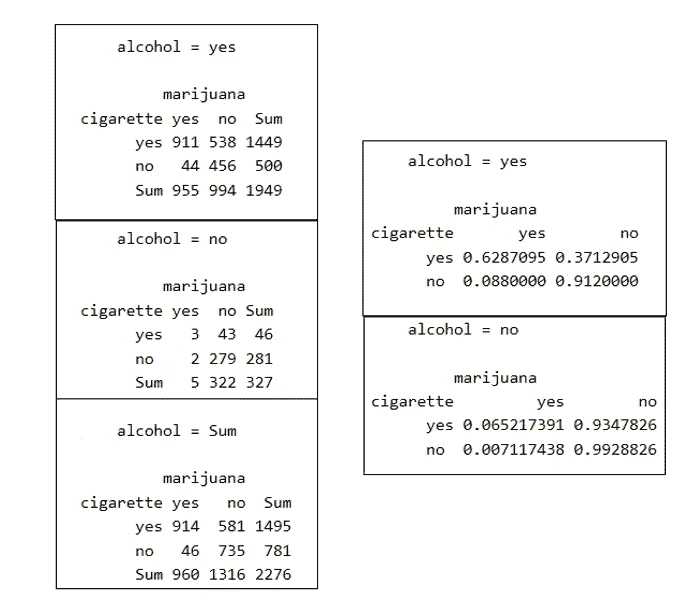 alcohol = yes
marijuana
cigarette yes no Sum
yes 911 538 1449
no 44 456 500
Sum 955 994 1949
alcohol = no
marijuana
cigarette yes no Sum
yes 3 43 46
no 2 279 281
Sum 5 322 327
alcohol = Sum
marijuana
cigarette yes no Sum
yes 914 581 1495
no 46 735 781
Sum 960 1316 2276
alcohol = yes
marijuana
cigarette yes no
yes 0.6287095 0.3712905
no 0.0880000 0.9120000
alcohol = no
marijuana
cigarette yes no
yes 0.065217391 0.9347826
no 0.007117438 0.9928826